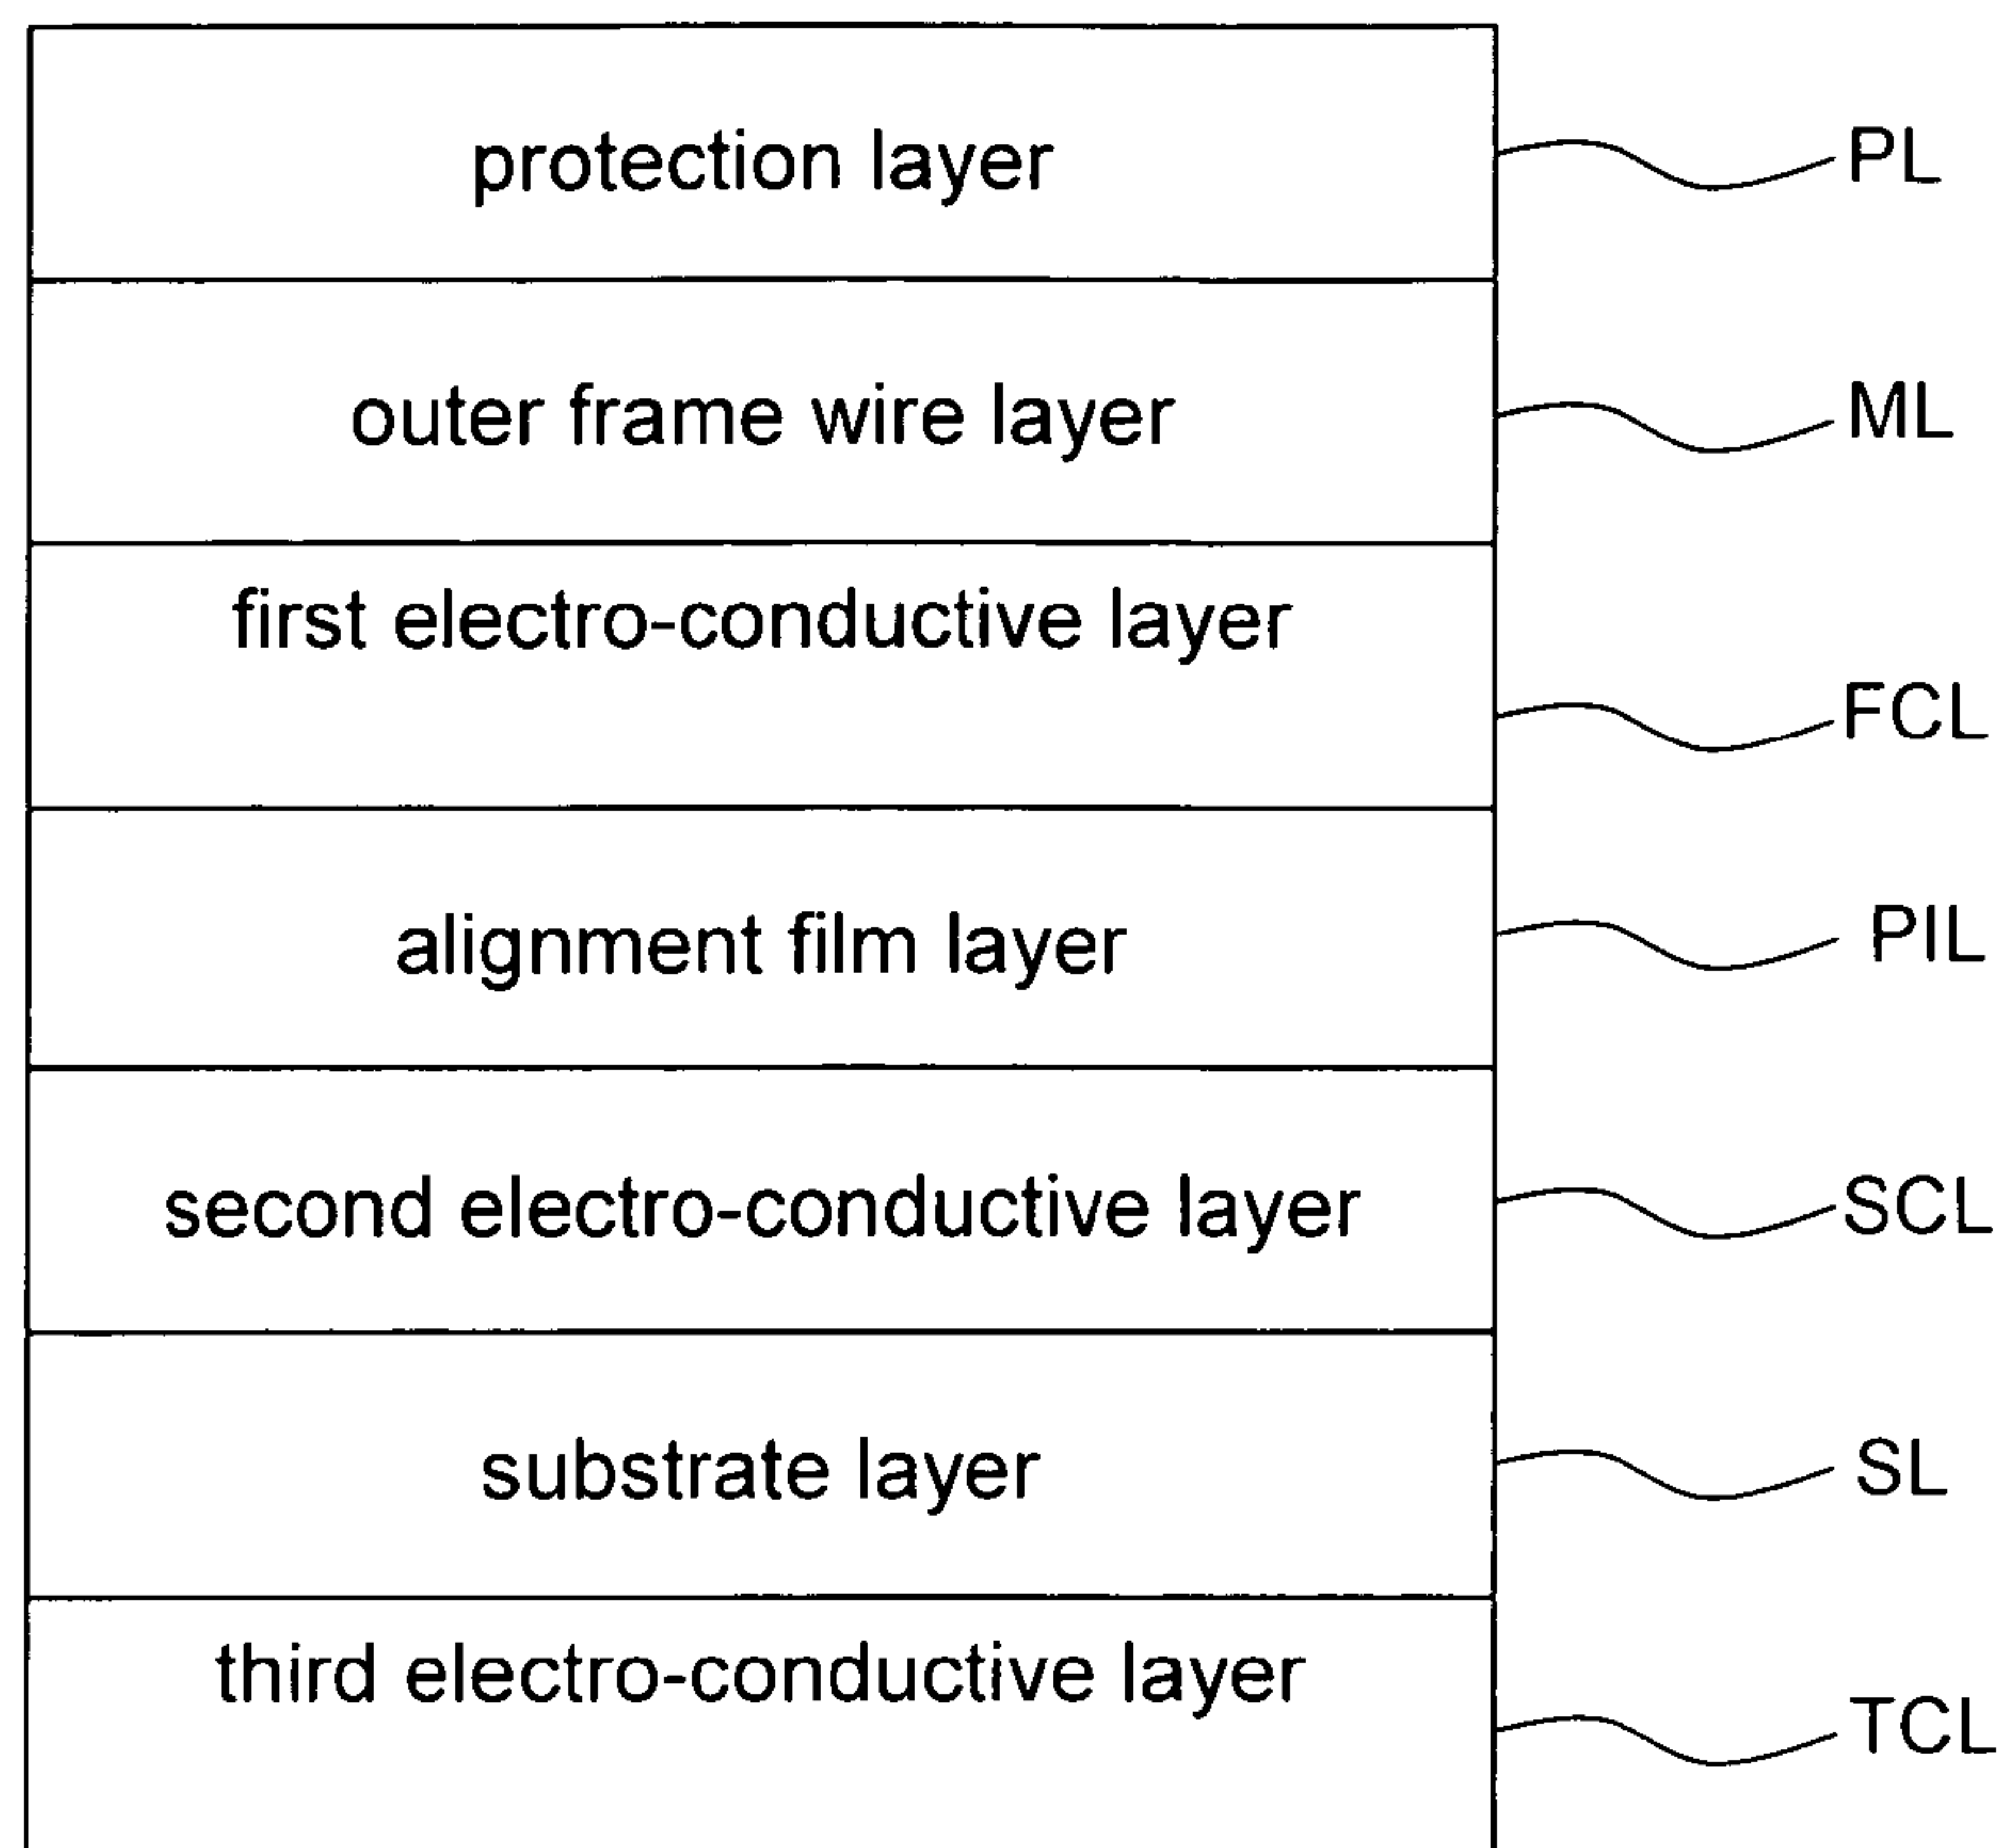 protection layer PL
outer frame wire layer ML
first electro-conductive layer
FCL
alignment film layer PIL
second electro-conductive layer SCL
substrate layer SL
third electro-conductive layer
TCL